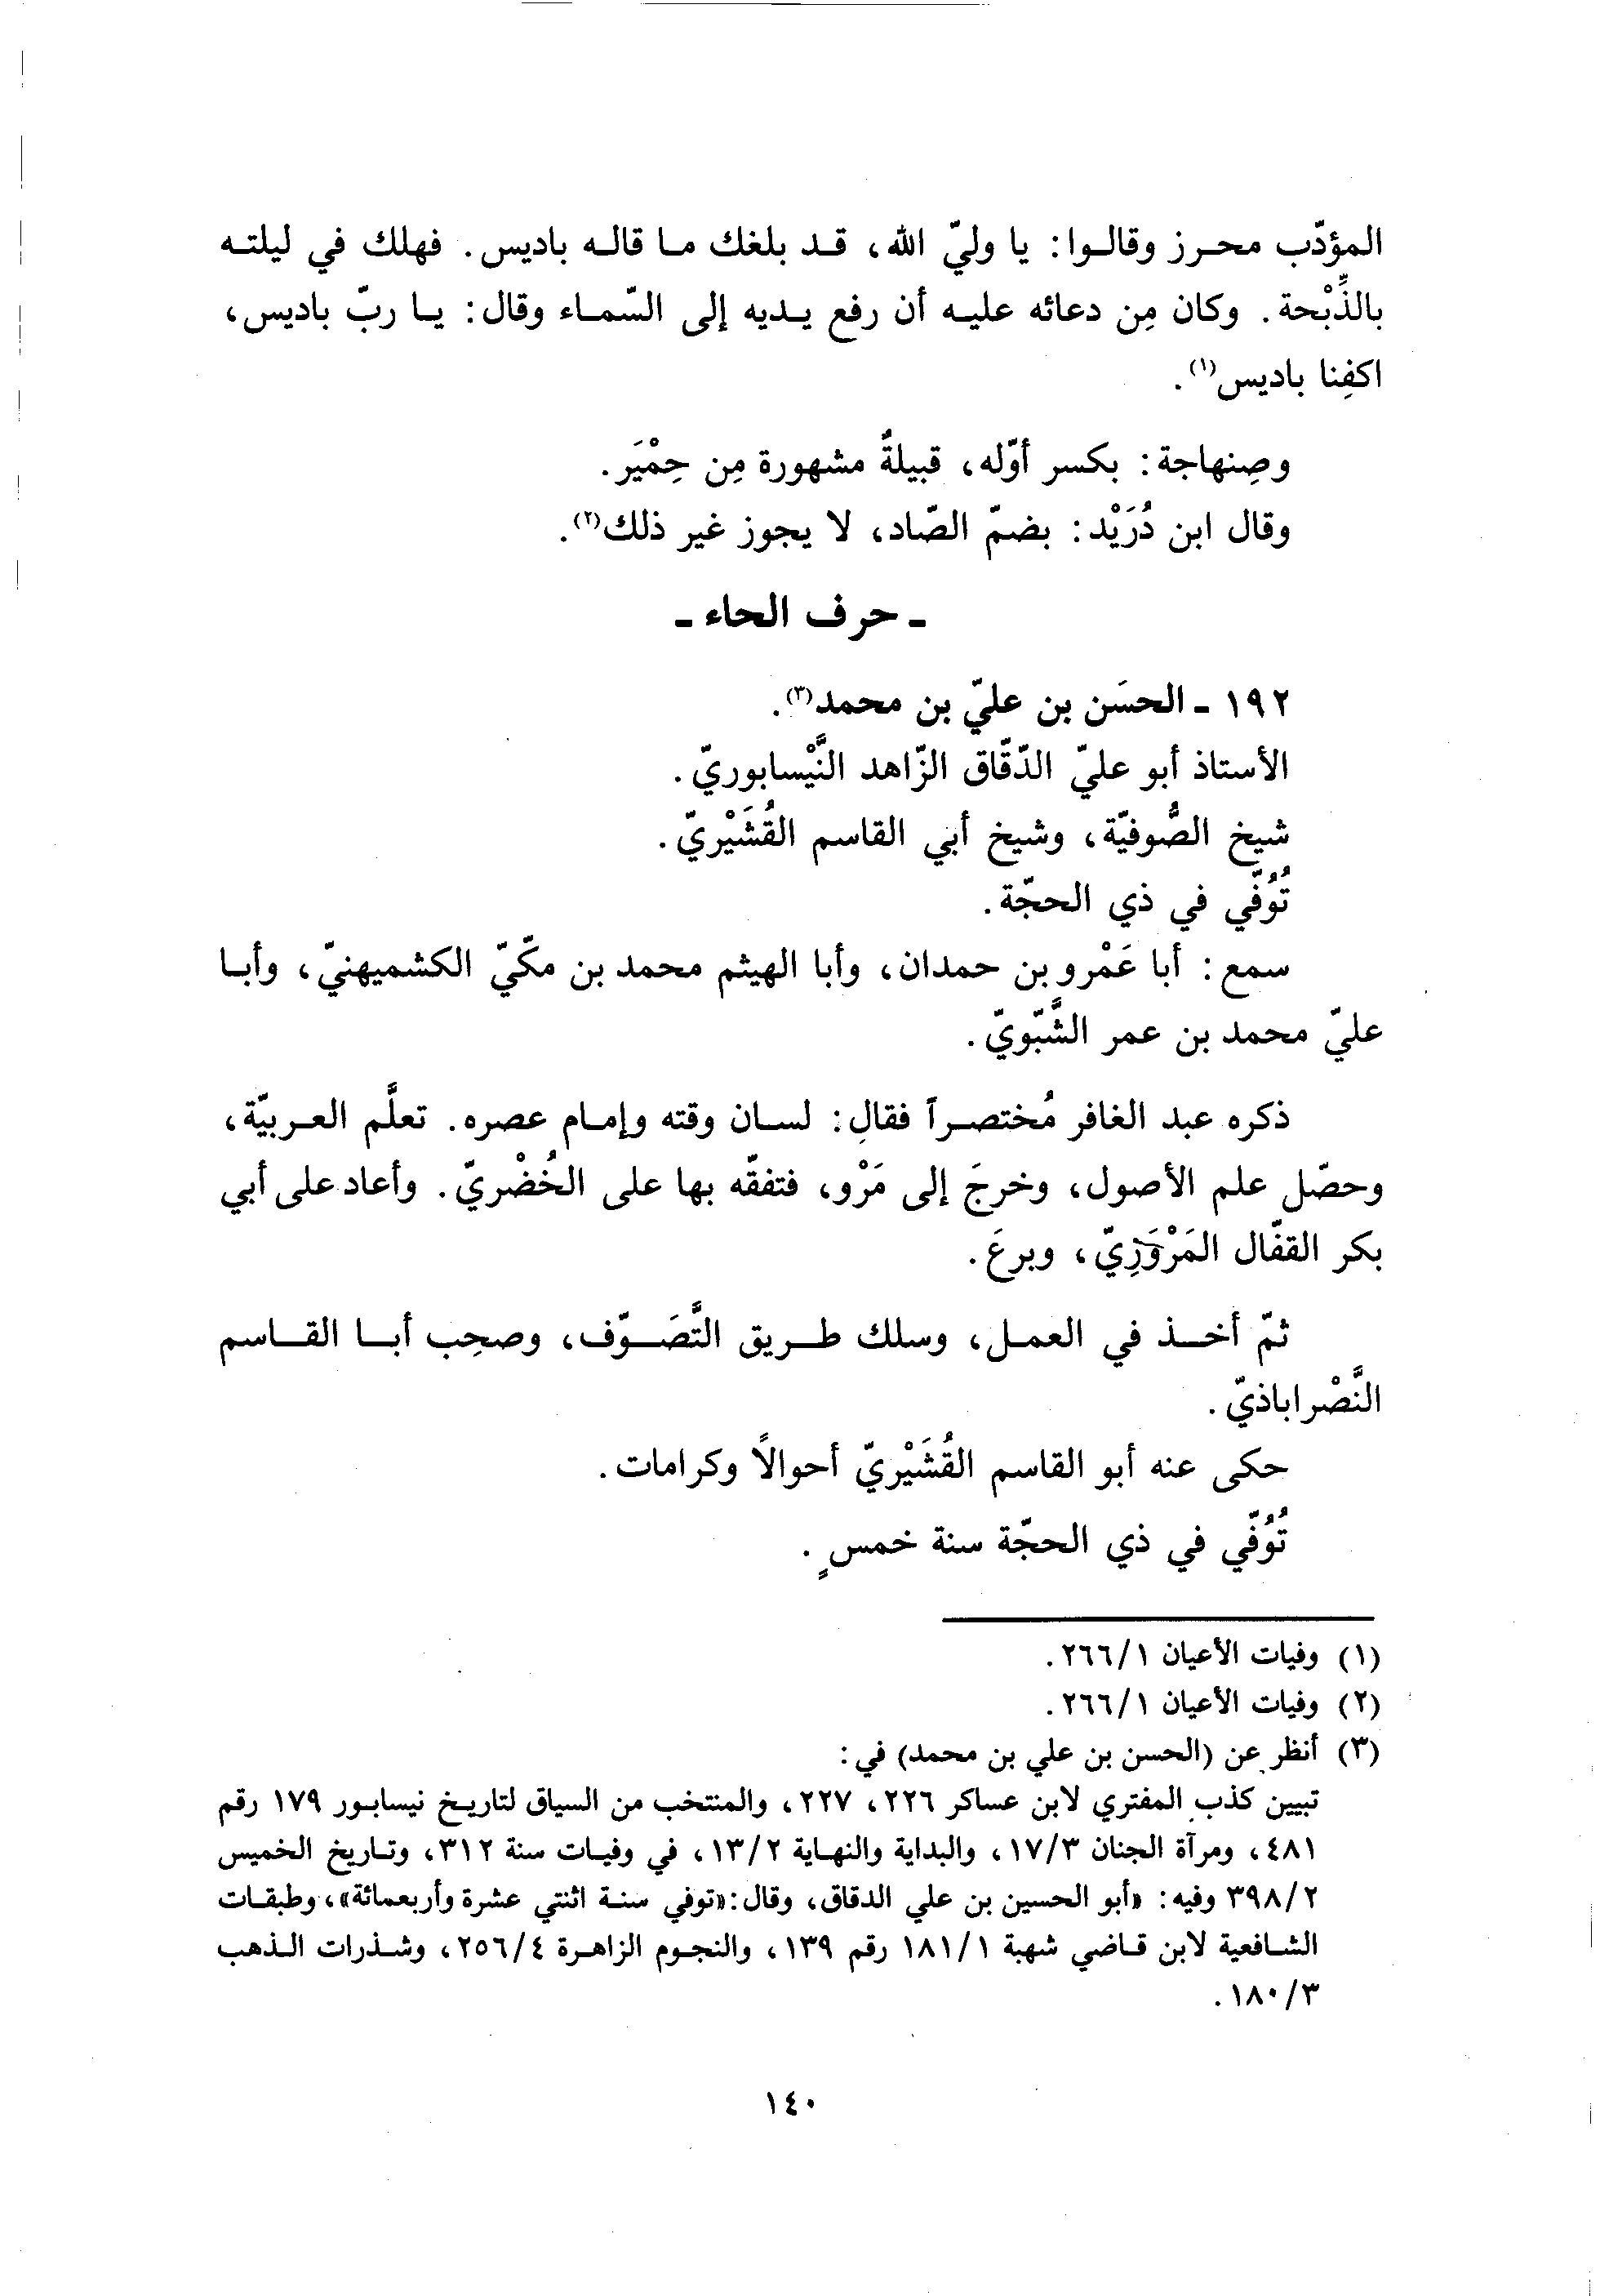 المؤدّب محرز وقالوا: يا وليّ الله، قد بلغك ما قاله باديس. فهلك في ليلته
بالذِّبْحة. وكان مِن دعائه عليه أن رفع يديه إلى السّماء وقال: يا ربّ باديس،
اكفِنا باديس(١).
وصِنهاجة: بكسر أوّله، قبيلةٌ مشهورة مِن حِمْيَر.
وقال ابن دُرَيْد: بضمّ الصّاد، لا يجوز غير ذلك(٢).
ـ حرف الحاء ـ
١٩٢ ـ الحسَن بن عليّ بن محمد(٣).
الأستاذ أبو عليّ الدّقّاق الزّاهد النَّيْسابوريّ.
شيخ الصُّوفيّة، وشيخ أبي القاسم القُشَيْريّ.
تُوُفّي في ذي الحجّة.
سمع: أبا عَمْرو بن حمدان، وأبا الهيثم محمد بن مكّيّ الكشميهنيّ، وأبا
عليّ محمد بن عمر الشَّبّويّ.
ذكره عبد الغافر مُختصراً فقال: لسان وقته وإمام عصره. تعلَّم العربيّة،
وحصّل علم الأصول، وخرجَ إلى مَرْو، فتفقّه بها على الخُضْريّ. وأعاد على أبي
بكر القفّال المَرْوَزِيّ، وبرعَ.
ثمّ أخذ في العمل، وسلك طريق التَّصَوّف، وصحِب أبا القاسم
النَّصْراباذيّ.
حكى عنه أبو القاسم القُشَيْريّ أحوالاً وكرامات.
تُوُفّي في ذي الحجّة سنة خمسٍ.
(١) وفيات الأعيان ٢٦٦/١.
(٢) وفيات الأعيان ٢٦٦/١.
(٣) أنظر عن (الحسن بن علي بن محمد) في:
تبيين كذب المفتري لابن عساكر ٢٢٦، ٢٢٧، والمنتخب من السياق لتاريخ نيسابور ١٧٩ رقم
٤٨١، ومرآة الجنان ١٧/٣، والبداية والنهاية ١٣/٢، في وفيات سنة ٣١٢، وتاريخ الخميس
٣٩٨/٢ وفيه: «أبو الحسين بن علي الدقاق، وقال:«توفي سنة اثنتي عشرة وأربعمائة»، وطبقات
الشافعية لابن قاضي شهبة ١٨١/١ رقم ١٣٩، والنجوم الزاهرة ٢٥٦/٤، وشذرات الذهب
١٨٠/٣.
١٤٠